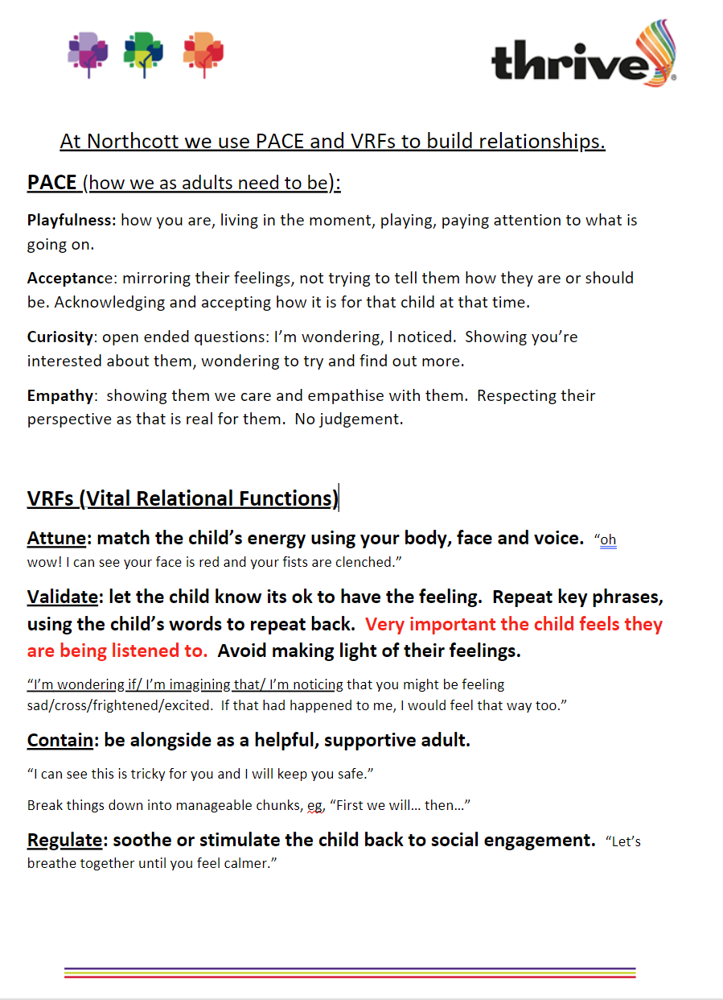 thrive®
At Northcott we use PACE and VRFs to build relationships.
PACE (how we as adults need to be):
Playfulness: how you are, living in the moment, playing, paying attention to what is
going on.
Acceptance: mirroring their feelings, not trying to tell them how they are or should
be. Acknowledging and accepting how it is for that child at that time.
Curiosity: open ended questions: I’m wondering, I noticed.  Showing you’re
interested about them, wondering to try and find out more.
Empathy:  showing them we care and empathise with them.  Respecting their
perspective as that is real for them.  No judgement.
VRFs (Vital Relational Functions)
Attune: match the child’s energy using your body, face and voice.  “oh
wow! I can see your face is red and your fists are clenched.”
Validate: let the child know its ok to have the feeling.  Repeat key phrases,
using the child’s words to repeat back.  Very important the child feels they
are being listened to.  Avoid making light of their feelings.
“I’m wondering if/ I’m imagining that/ I’m noticing that you might be feeling
sad/cross/frightened/excited.  If that had happened to me, I would feel that way too.”
Contain: be alongside as a helpful, supportive adult.
“I can see this is tricky for you and I will keep you safe.”
Break things down into manageable chunks, eg, “First we will… then…”
Regulate: soothe or stimulate the child back to social engagement.  “Let’s
breathe together until you feel calmer.”